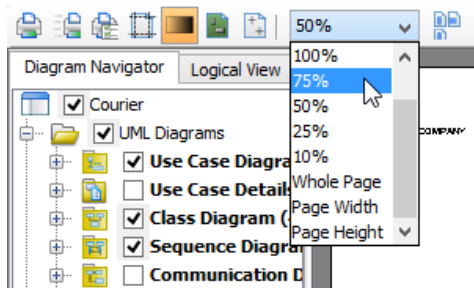 50%
Diagram Navigator
Logical View
100%
75%
50%
25%
10%
Whole Page
Page Width
Page Height
Courier
UML Diagrams
Use Case Diagra
Use Case Details
Class Diagram (
Sequence Diagra
Communication D
COMPANY